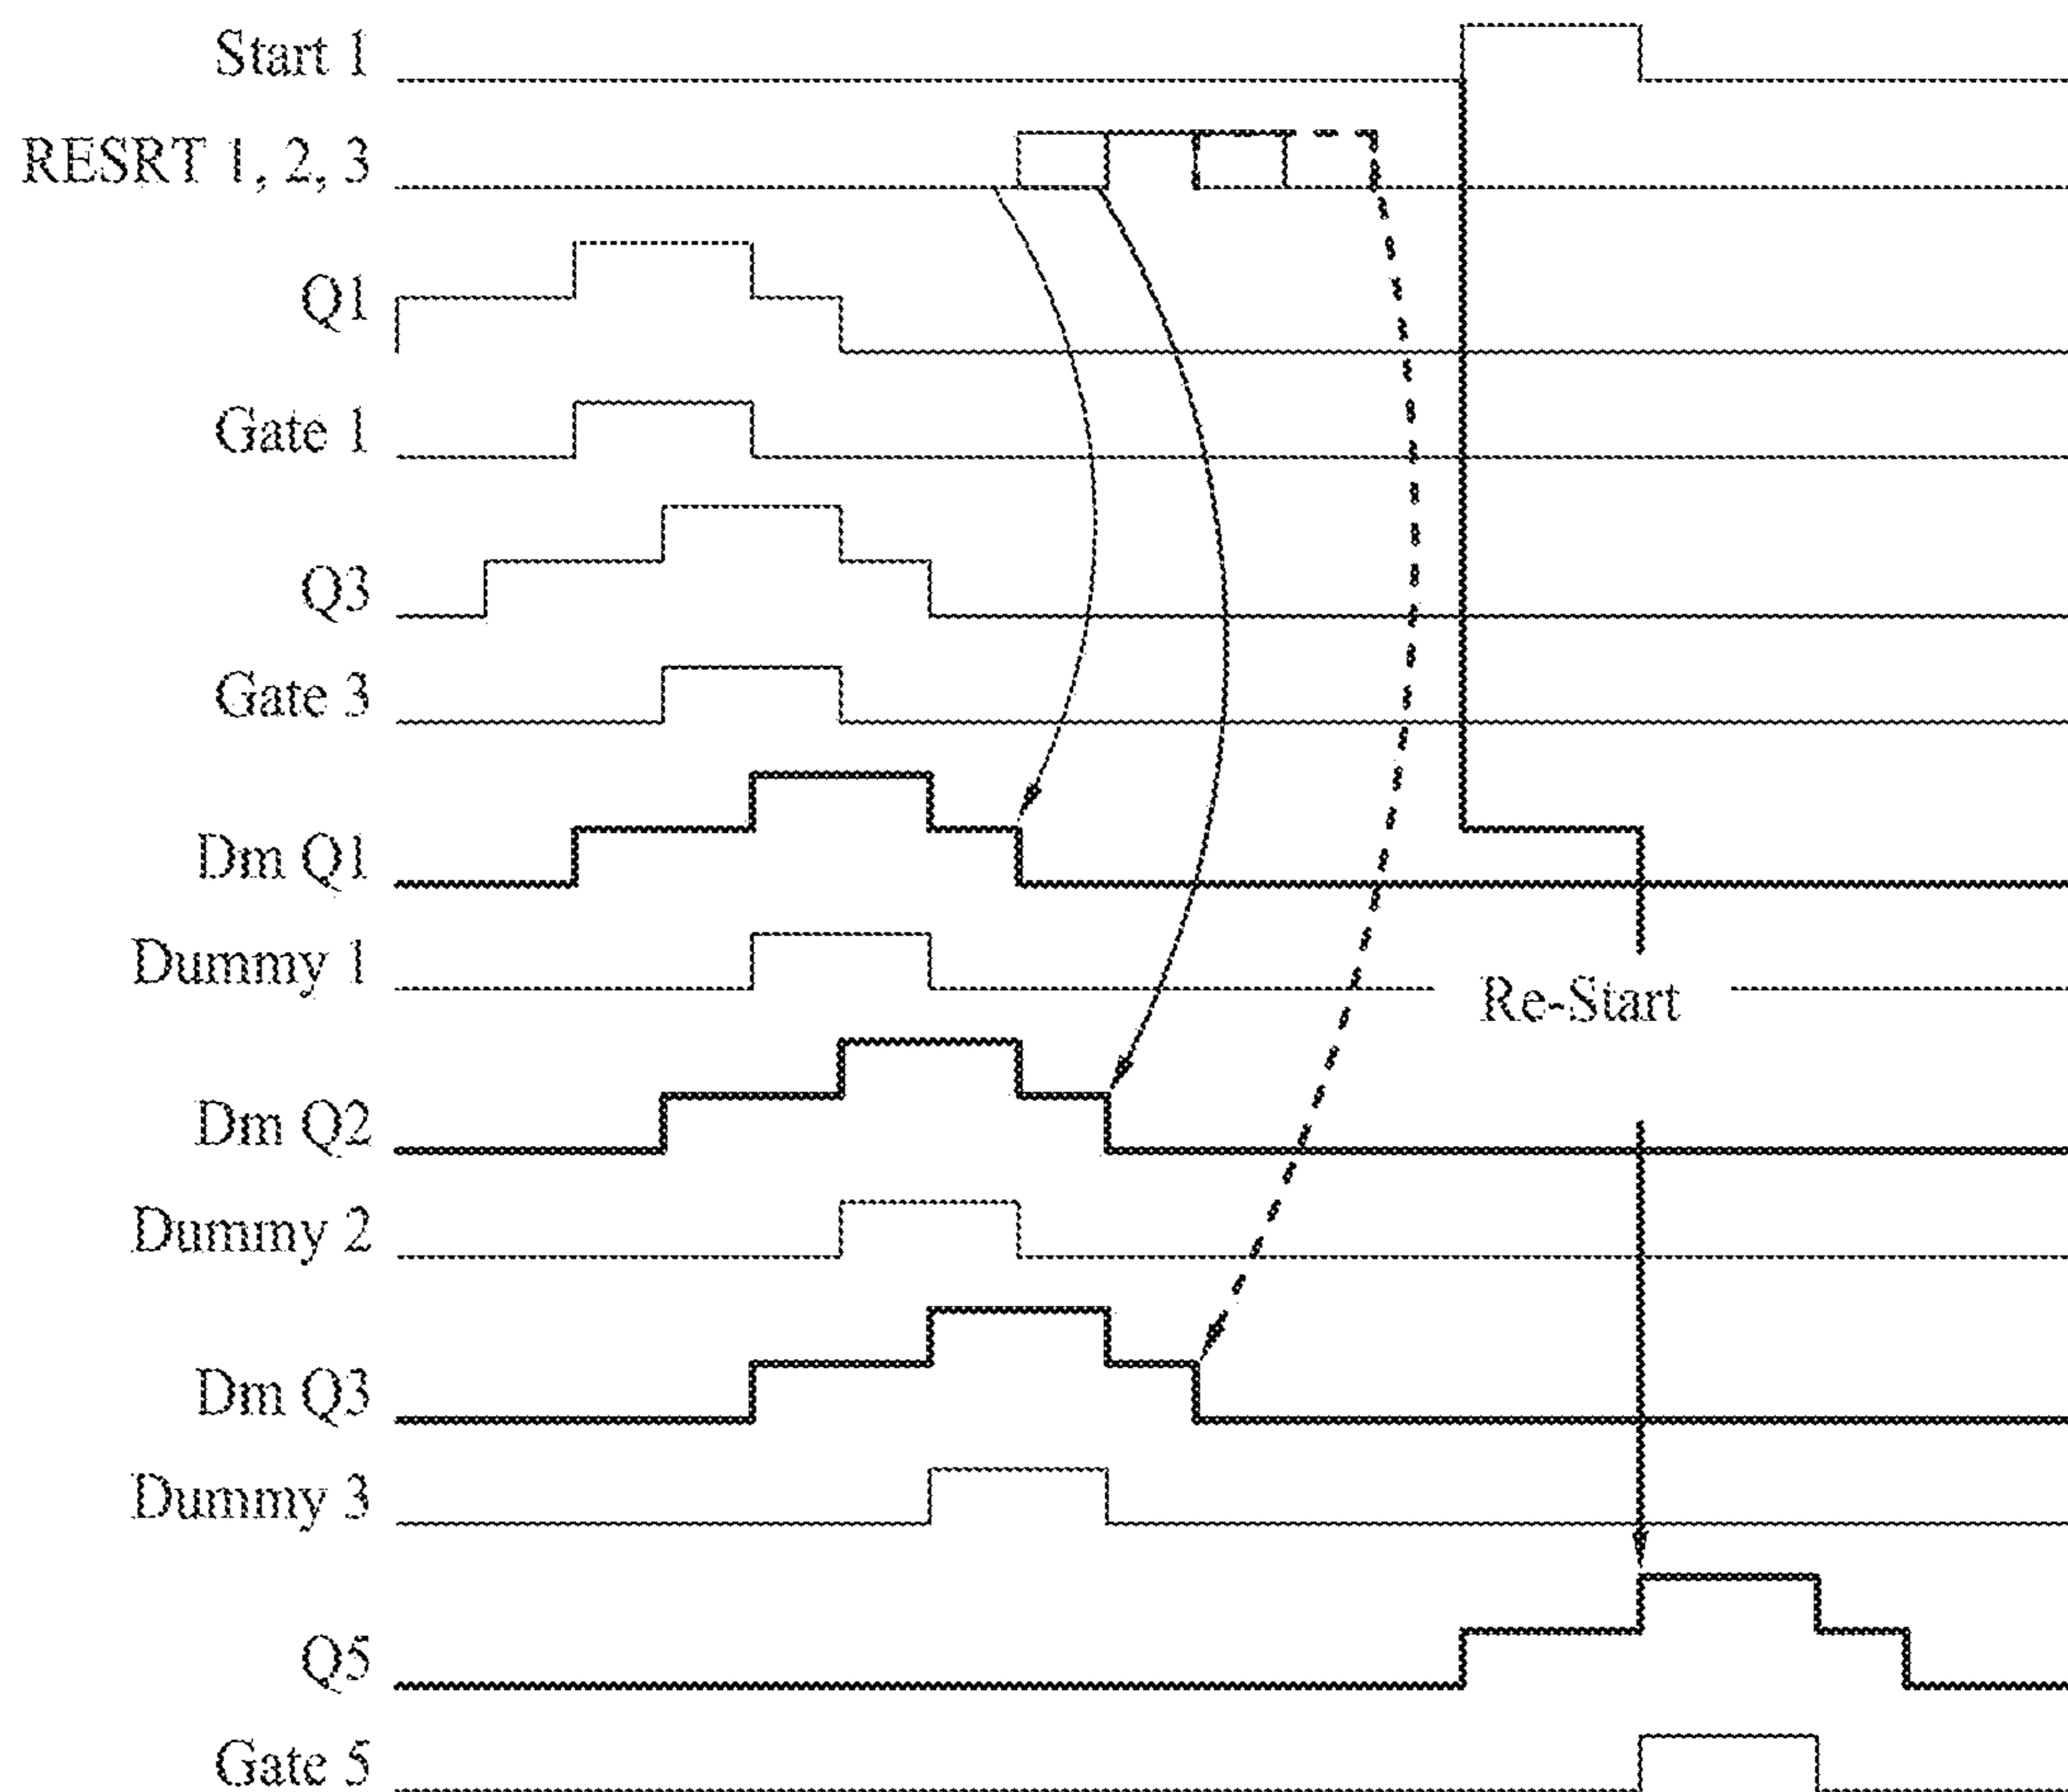 Start 1
RESRT 1, 2, 3
Q1
Gate 1
Q3
Gate 3
Dm Q1
Dummy 1
Re-Start
Dm Q2
Dummy 2
Dm Q3
Dummy 3
Q5
Gate 5